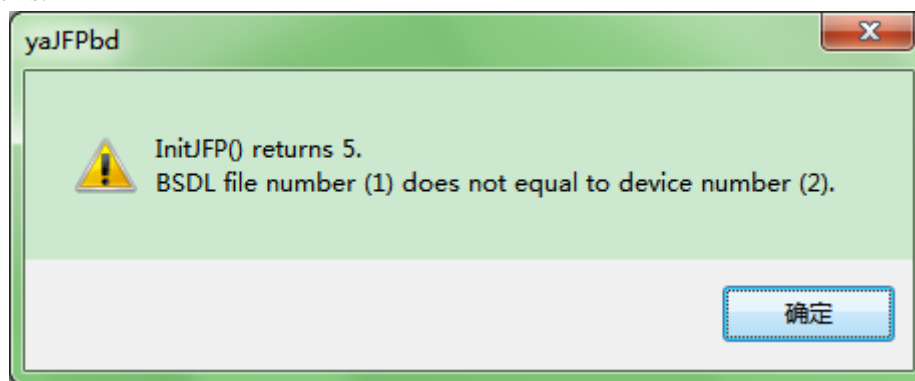 yaJFPbd
InitJFP() returns 5.
BSDL file number (1) does not equal to device number (2).
确定